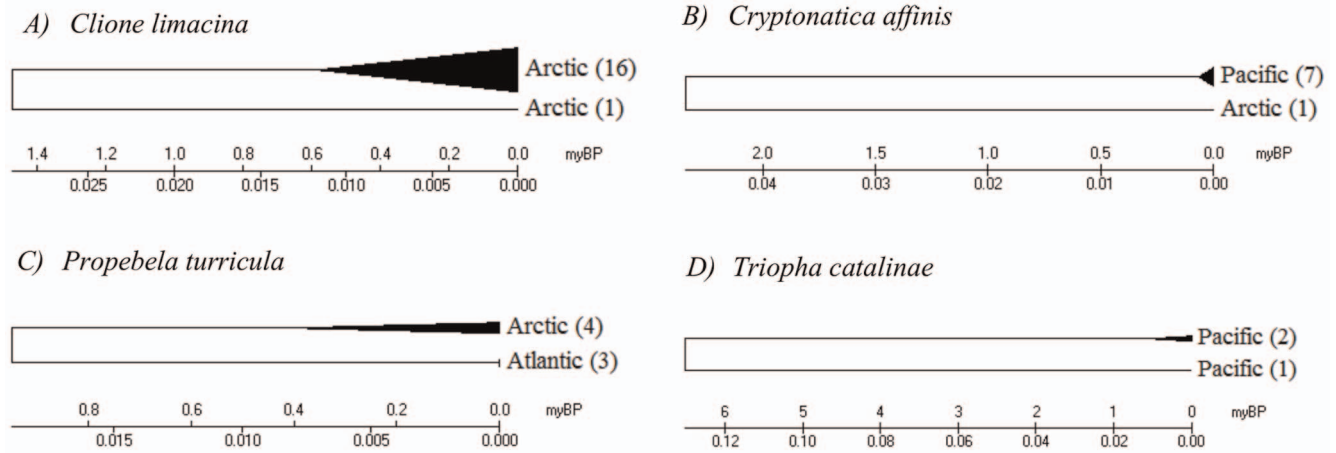 A) Clione limacina
Arctic (16)
Arctic (1)
1.4 1.2 1.0 0.8 0.6 0.4 0.2 0.0 myBP
0.025 0.020 0.015 0.010 0.005 0.000
B) Cryptonatica affinis
Pacific (7)
Arctic (1)
2.0 1.5 1.0 0.5 0.0 myBP
0.04 0.03 0.02 0.01 0.00
C) Propebela turricula
Arctic (4)
Atlantic (3)
0.8 0.6 0.4 0.2 0.0 myBP
0.015 0.010 0.005 0.000
D) Triopha catalinae
Pacific (2)
Pacific (1)
6 5 4 3 2 1 0 myBP
0.12 0.10 0.08 0.06 0.04 0.02 0.00